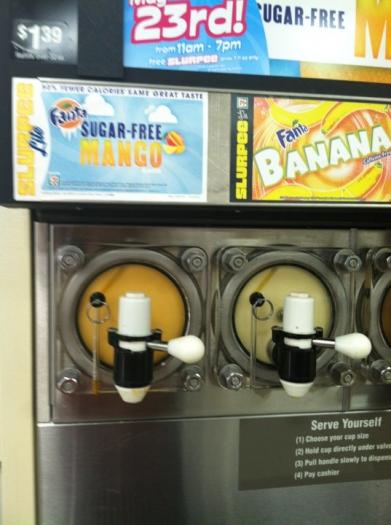 $1.39
May
23rd!
from 11am - 7pm
free SLURPEE
SUGAR-FREE
M
SLURPEE
Lite
50% FEWER CALORIES SAME GREAT TASTE
Fanta
SUGAR-FREE
MANGO
SLURPEE
Fanta
BANANA
Serve Yourself
(1) Choose your cup size
(2) Hold cup directly under valve
(3) Pull handle slowly to dispens
(4) Pay cashier